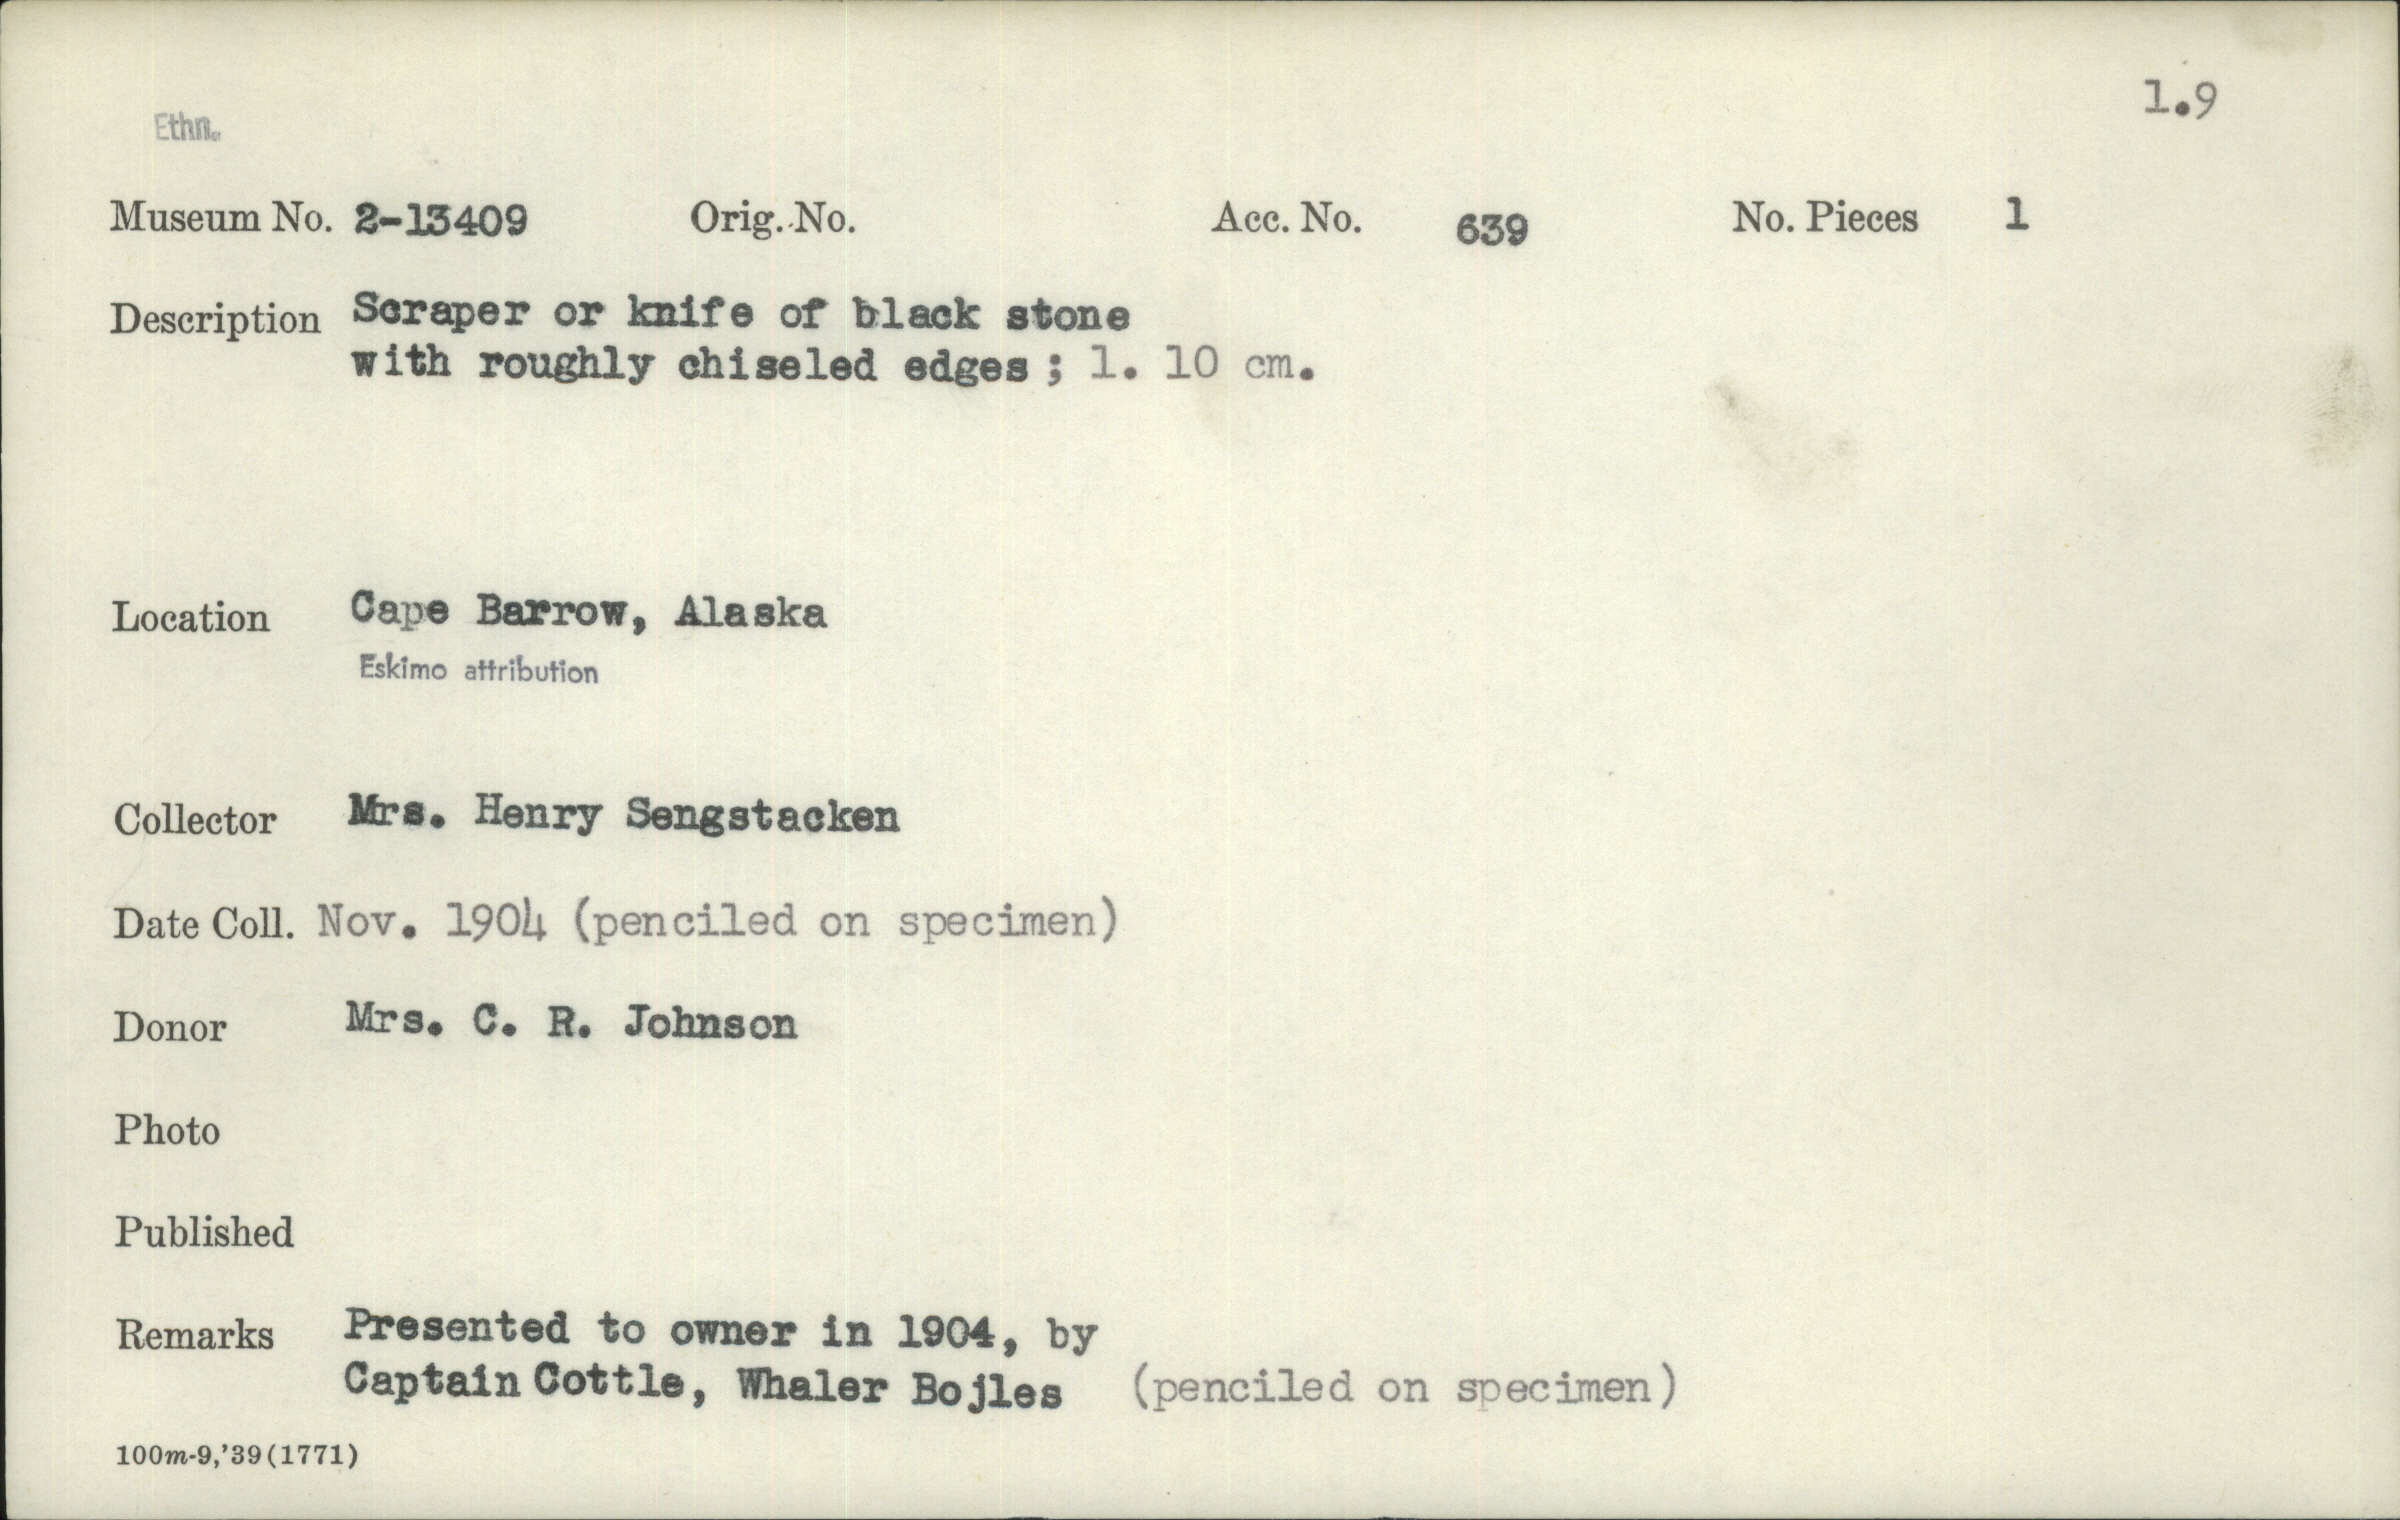 1.9
Ethn.
Museum No. 2-13409 Orig. No. Acc. No. 639 No. Pieces 1
Description Scraper or knife of black stone
with roughly chiseled edges; l. 10 cm.
Location Cape Barrow, Alaska
Eskimo attribution
Collector Mrs. Henry Sengstacken
Date Coll. Nov. 1904 (penciled on specimen)
Donor Mrs. C. R. Johnson
Photo
Published
Remarks Presented to owner in 1904, by
Captain Cottle, Whaler Bojles (penciled on specimen)
100m-9,'39(1771)